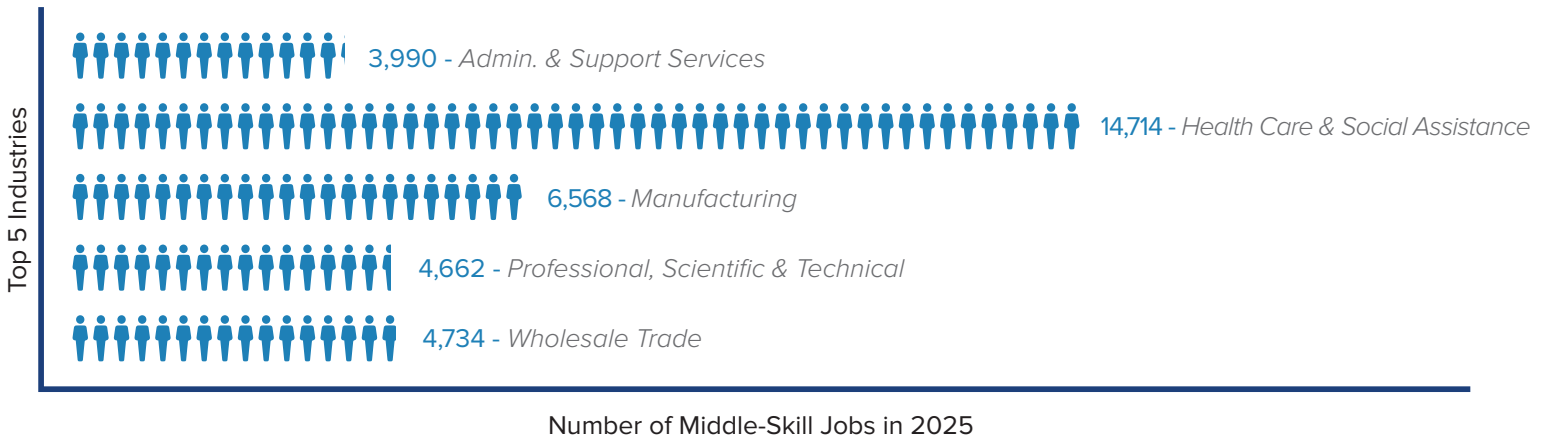 Top 5 Industries
3,990 - Admin. & Support Services
14,714 - Health Care & Social Assistance
6,568 - Manufacturing
4,662 - Professional, Scientific & Technical
4,734 - Wholesale Trade
Number of Middle-Skill Jobs in 2025